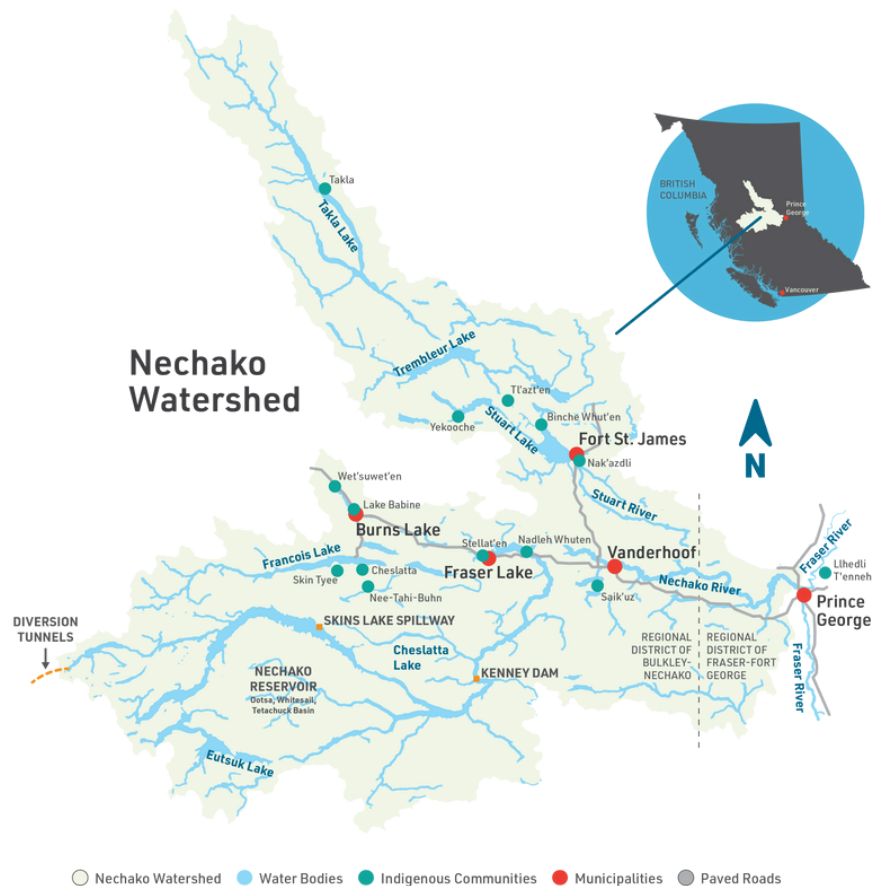 Takla
Takla Lake
BRITISH
COLUMBIA
Prince
George
Vancouver
Nechako
Watershed
Trembleur Lake
Tl'azt'en
Binche Whut'en
Yekooche
Stuart Lake
Fort St. James
Nak'azdli
N
Wet'suwet'en
Lake Babine
Burns Lake
Stuart River
Stellat'en
Nadleh Whuten
Vanderhoof
Fraser River
Francois Lake
Skin Tyee
Cheslatta
Fraser Lake
Nee-Tahi-Buhn
Saik'uz
Nechako River
Llhedli
T'enneh
Prince
George
DIVERSION
TUNNELS
SKINS LAKE SPILLWAY
Cheslatta
Lake
REGIONAL
DISTRICT OF
BULKLEY-
NECHAKO
REGIONAL
DISTRICT OF
FRASER-FORT
GEORGE
Fraser River
NECHAKO
RESERVOIR
Ootsa, Whitesail,
Tetachuck Basin
KENNEY DAM
Eutsuk Lake
Nechako Watershed
Water Bodies
Indigenous Communities
Municipalities
Paved Roads